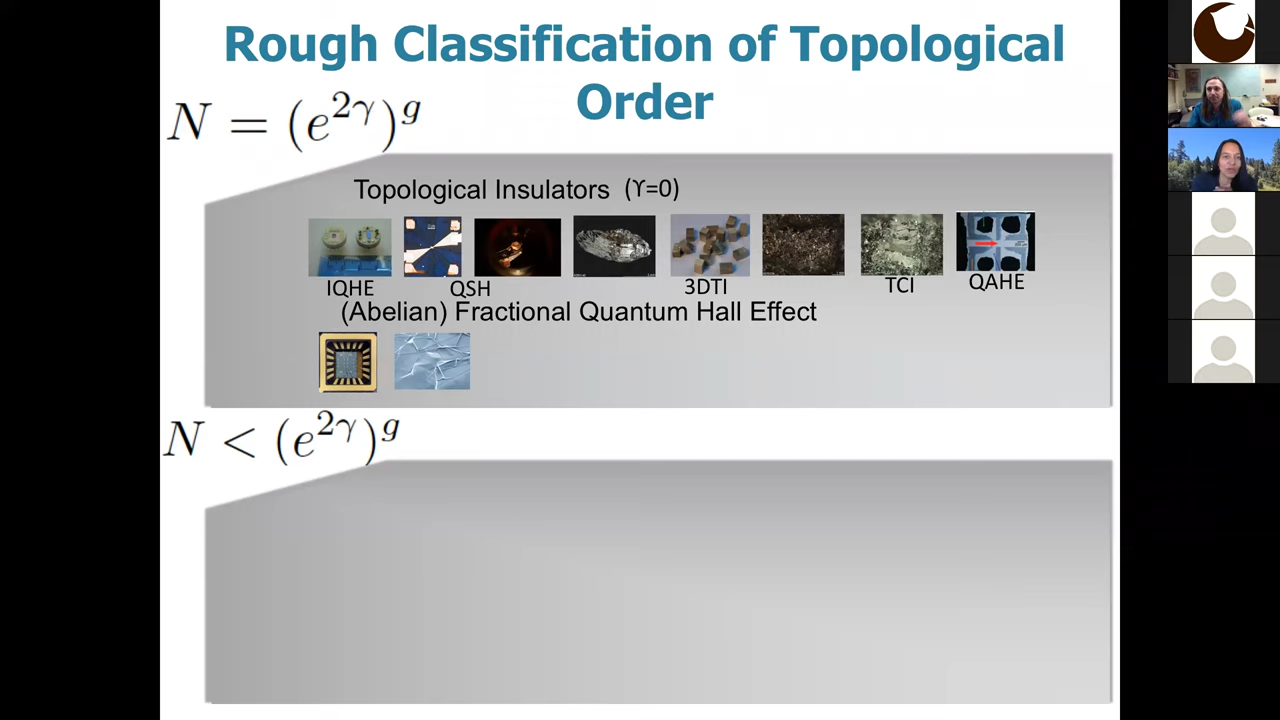 Rough Classification of Topological
Order
N = (e^{2γ})^g
Topological Insulators (ϒ=0)
IQHE QSH 3DTI TCI QAHE
(Abelian) Fractional Quantum Hall Effect
N < (e^{2γ})^g